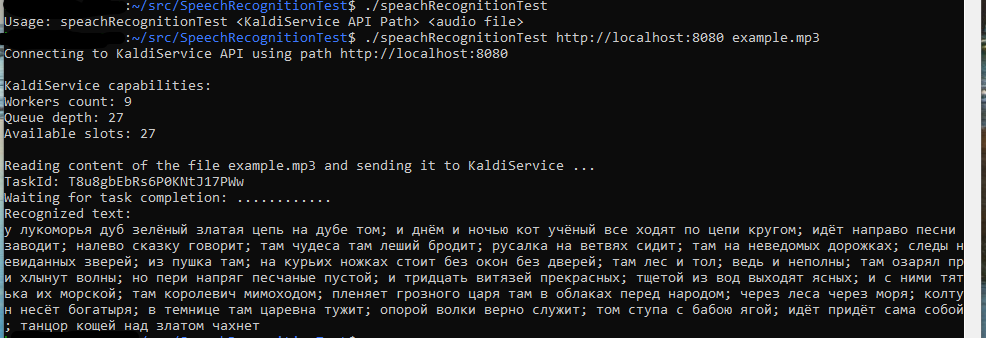 :~/src/SpeechRecognitionTest$ ./speachRecognitionTest
Usage: speachRecognitionTest <KaldiService API Path> <audio file>
:~/src/SpeechRecognitionTest$ ./speachRecognitionTest http://localhost:8080 example.mp3
Connecting to KaldiService API using path http://localhost:8080
KaldiService capabilities:
Workers count: 9
Queue depth: 27
Available slots: 27
Reading content of the file example.mp3 and sending it to KaldiService ...
TaskId: T8u8gbEbRs6P0KNtJ17PWw
Waiting for task completion: ............
Recognized text:
у лукоморья дуб зелёный златая цепь на дубе том; и днём и ночью кот учёный все ходят по цепи кругом; идёт направо песни
заводит; налево сказку говорит; там чудеса там леший бродит; русалка на ветвях сидит; там на неведомых дорожках; следы н
евиданных зверей; из пушка там; на курьих ножках стоит без окон без дверей; там лес и тол; ведь и неполны; там озарял пр
и хлынут волны; но пери напряг песчаные пустой; и тридцать витязей прекрасных; тщетой из вод выходят ясных; и с ними тят
ька их морской; там королевич мимоходом; пленяет грозного царя там в облаках перед народом; через леса через моря; колту
н несёт богатыря; в темнице там царевна тужит; опорой волки верно служит; том ступа с бабою ягой; идёт придёт сама собой
; танцор кощей над златом чахнет